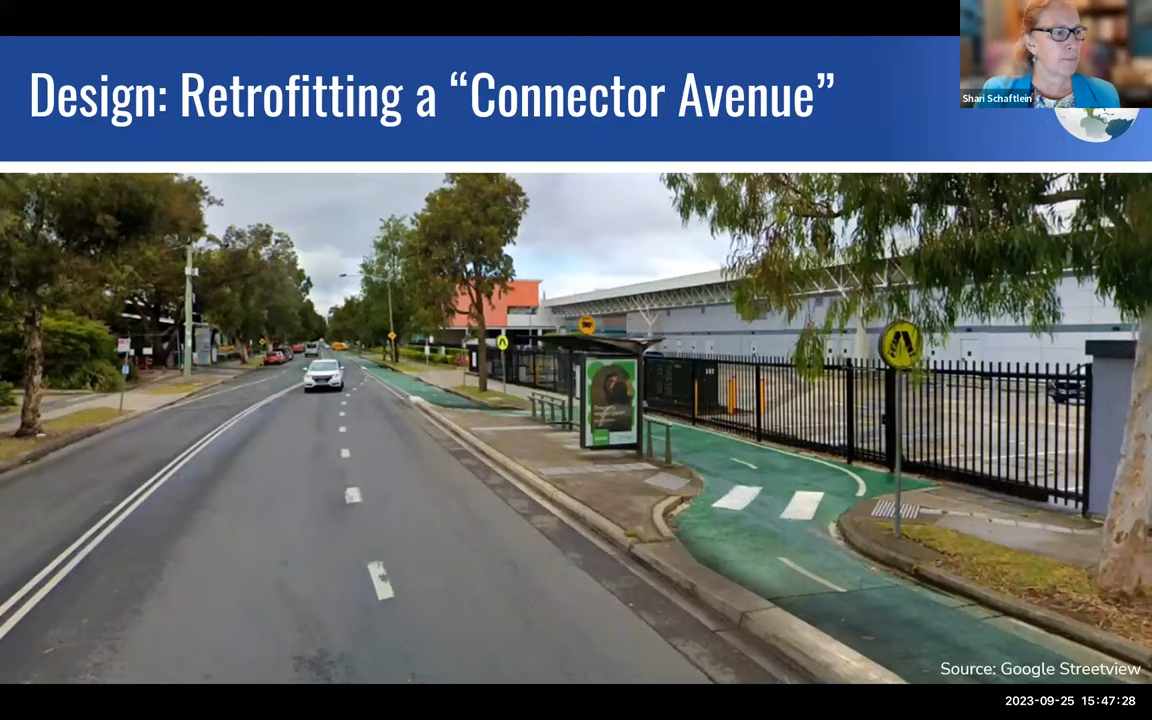 Design: Retrofitting a “Connector Avenue”
Shari Schaftlein
Source: Google Streetview
2023-09-25 15:47:28